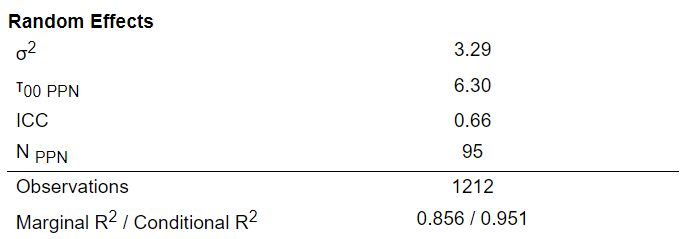 Random Effects
σ² 3.29
τ₀₀ PPN 6.30
ICC 0.66
N PPN 95
Observations 1212
Marginal R² / Conditional R² 0.856 / 0.951